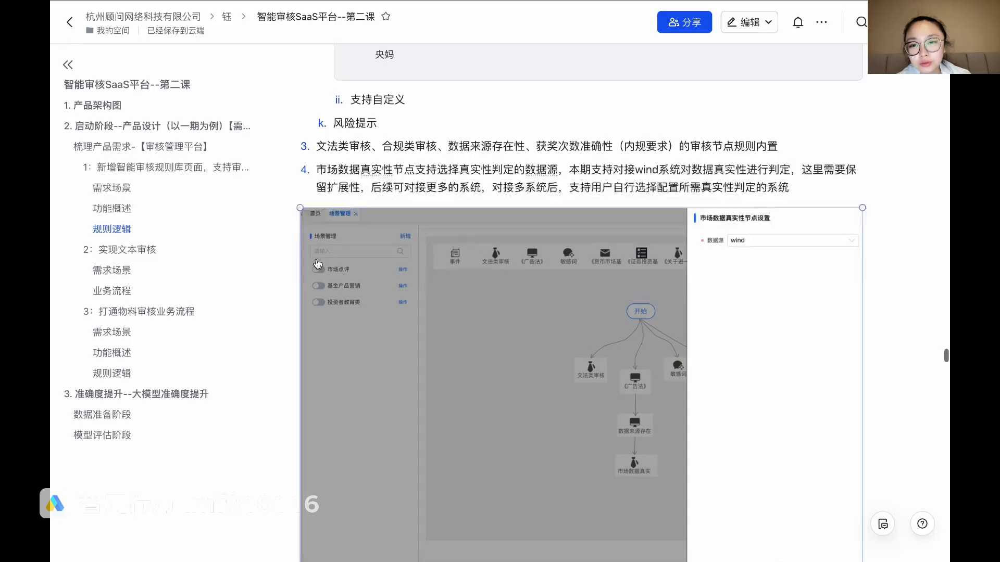 杭州顾问网络科技有限公司 > 钰 > 智能审核SaaS平台--第二课
我的空间 已经保存到云端
分享 编辑
智能审核SaaS平台--第二课
1. 产品架构图
2. 启动阶段--产品设计（以一期为例）【需...
梳理产品需求-【审核管理平台】
1：新增智能审核规则库页面，支持审...
需求场景
功能概述
规则逻辑
2：实现文本审核
需求场景
业务流程
3：打通物料审核业务流程
需求场景
功能概述
规则逻辑
3. 准确度提升--大模型准确度提升
数据准备阶段
模型评估阶段
央妈
ii. 支持自定义
k. 风险提示
3. 文法类审核、合规类审核、数据来源存在性、获奖次数准确性（内规要求）的审核节点规则内置
4. 市场数据真实性节点支持选择真实性判定的数据源，本期支持对接wind系统对数据真实性进行判定，这里需要保
留扩展性，后续可对接更多的系统，对接多系统后，支持用户自行选择配置所需真实性判定的系统
首页 场景管理 ×
场景管理 新增
请输入
市场点评 操作
基金产品营销 操作
投资者教育类 操作
事件 文法类审核 《广告法》 敏感词 《货币市场基 《证券投资基 《关于进一
开始
文法类审核
《广告法》
敏感词
数据来源存在
市场数据真实
市场数据真实性节点设置
* 数据源 wind
6